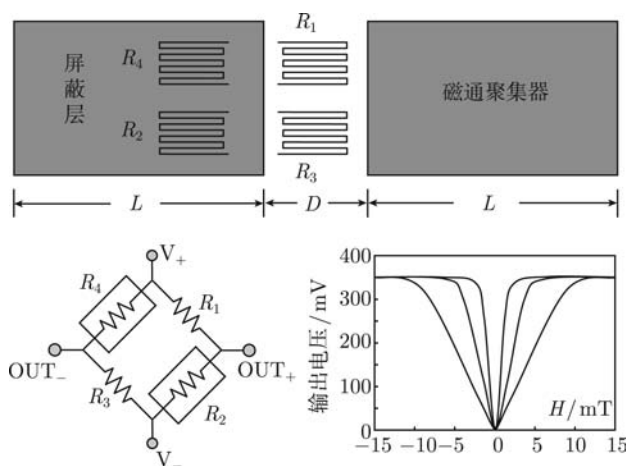 R₁
屏蔽层
R₄
R₂
R₃
磁通聚集器
L
D
L
V₊
R₄
R₁
OUT₋
OUT₊
R₃
R₂
V₋
输出电压/mV
400
300
200
100
0
H/mT
-15 -10 -5 0 5 10 15